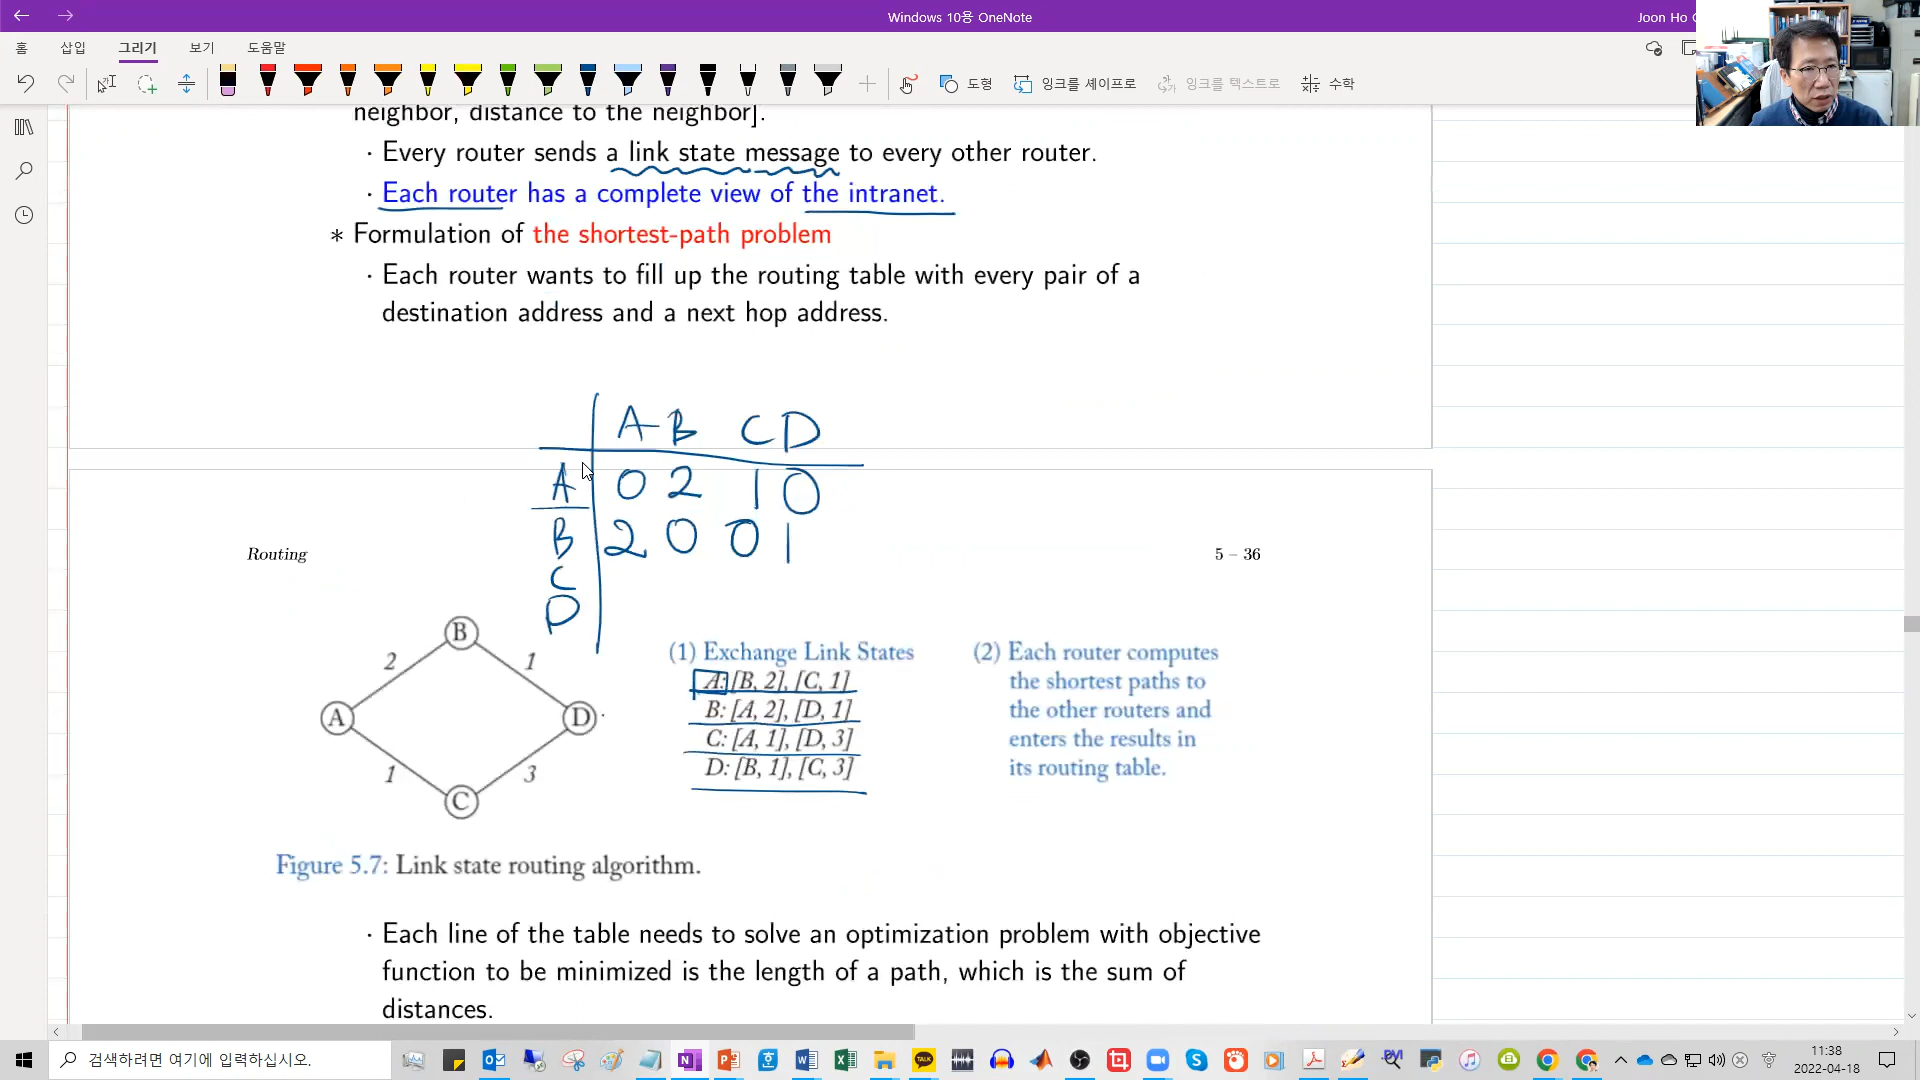 Windows 10용 OneNote
Joon Ho C
홈 삽입 그리기 보기 도움말
도형 잉크를 셰이프로 잉크를 텍스트로 수학
neighbor, distance to the neighbor].
· Every router sends a link state message to every other router.
· Each router has a complete view of the intranet.
∗ Formulation of the shortest-path problem
· Each router wants to fill up the routing table with every pair of a
destination address and a next hop address.
A B C D
A 0 2 1 0
B 2 0 0 1
C
D
Routing
5 – 36
B
2 1
A D
1 3
C
(1) Exchange Link States
A: [B, 2], [C, 1]
B: [A, 2], [D, 1]
C: [A, 1], [D, 3]
D: [B, 1], [C, 3]
(2) Each router computes
the shortest paths to
the other routers and
enters the results in
its routing table.
Figure 5.7: Link state routing algorithm.
· Each line of the table needs to solve an optimization problem with objective
function to be minimized is the length of a path, which is the sum of
distances.
검색하려면 여기에 입력하십시오.
11:38
2022-04-18